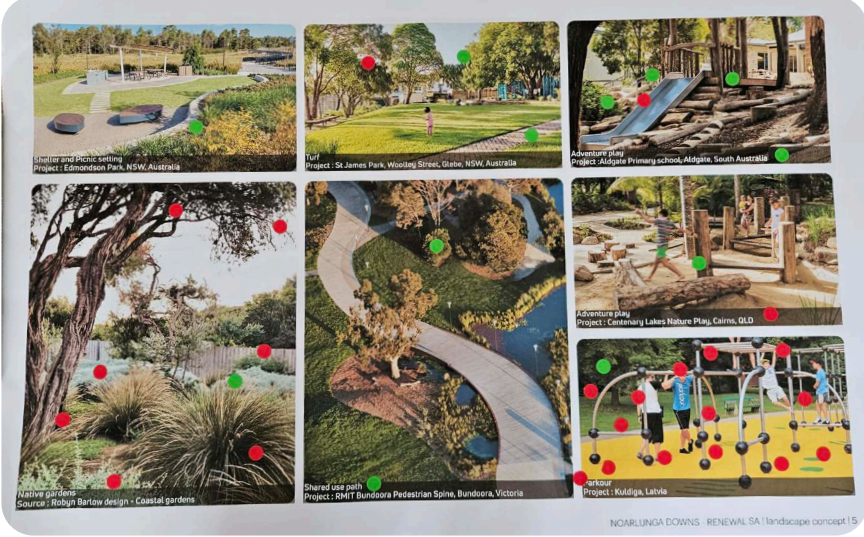 Shelter and Picnic setting
Project : Edmondson Park, NSW, Australia
Turf
Project : St James Park, Woolley Street, Glebe, NSW, Australia
Adventure play
Project : Aldgate Primary school, Aldgate, South Australia
Native gardens
Source : Robyn Barlow design - Coastal gardens
Shared use path
Project : RMIT Bundoora Pedestrian Spine, Bundoora, Victoria
Adventure play
Project : Centenary Lakes Nature Play, Cairns, QLD
Parkour
Project : Kuldiga, Latvia
NOARLUNGA DOWNS - RENEWAL SA | landscape concept | 5